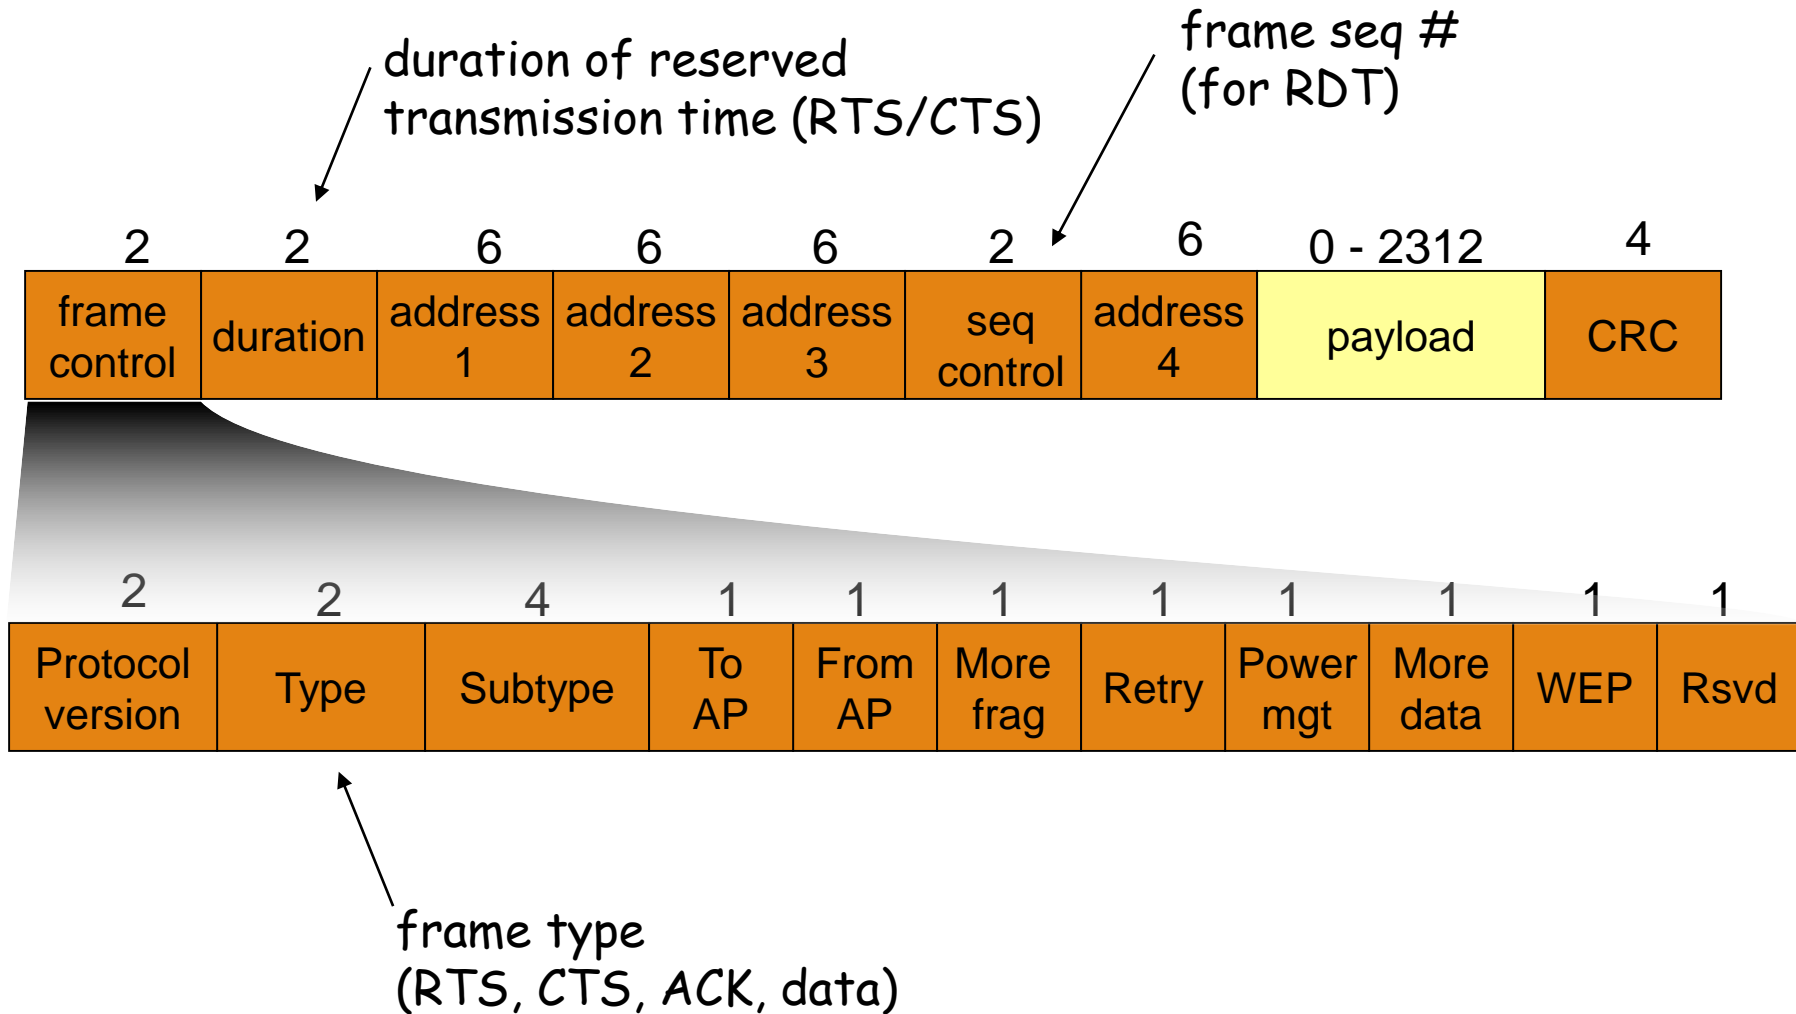 duration of reserved
transmission time (RTS/CTS)
frame seq #
(for RDT)
2 2 6 6 6 2 6 0 - 2312 4
frame control
duration
address 1
address 2
address 3
seq control
address 4
payload
CRC
2 2 4 1 1 1 1 1 1 1 1
Protocol version
Type
Subtype
To AP
From AP
More frag
Retry
Power mgt
More data
WEP
Rsvd
frame type
(RTS, CTS, ACK, data)